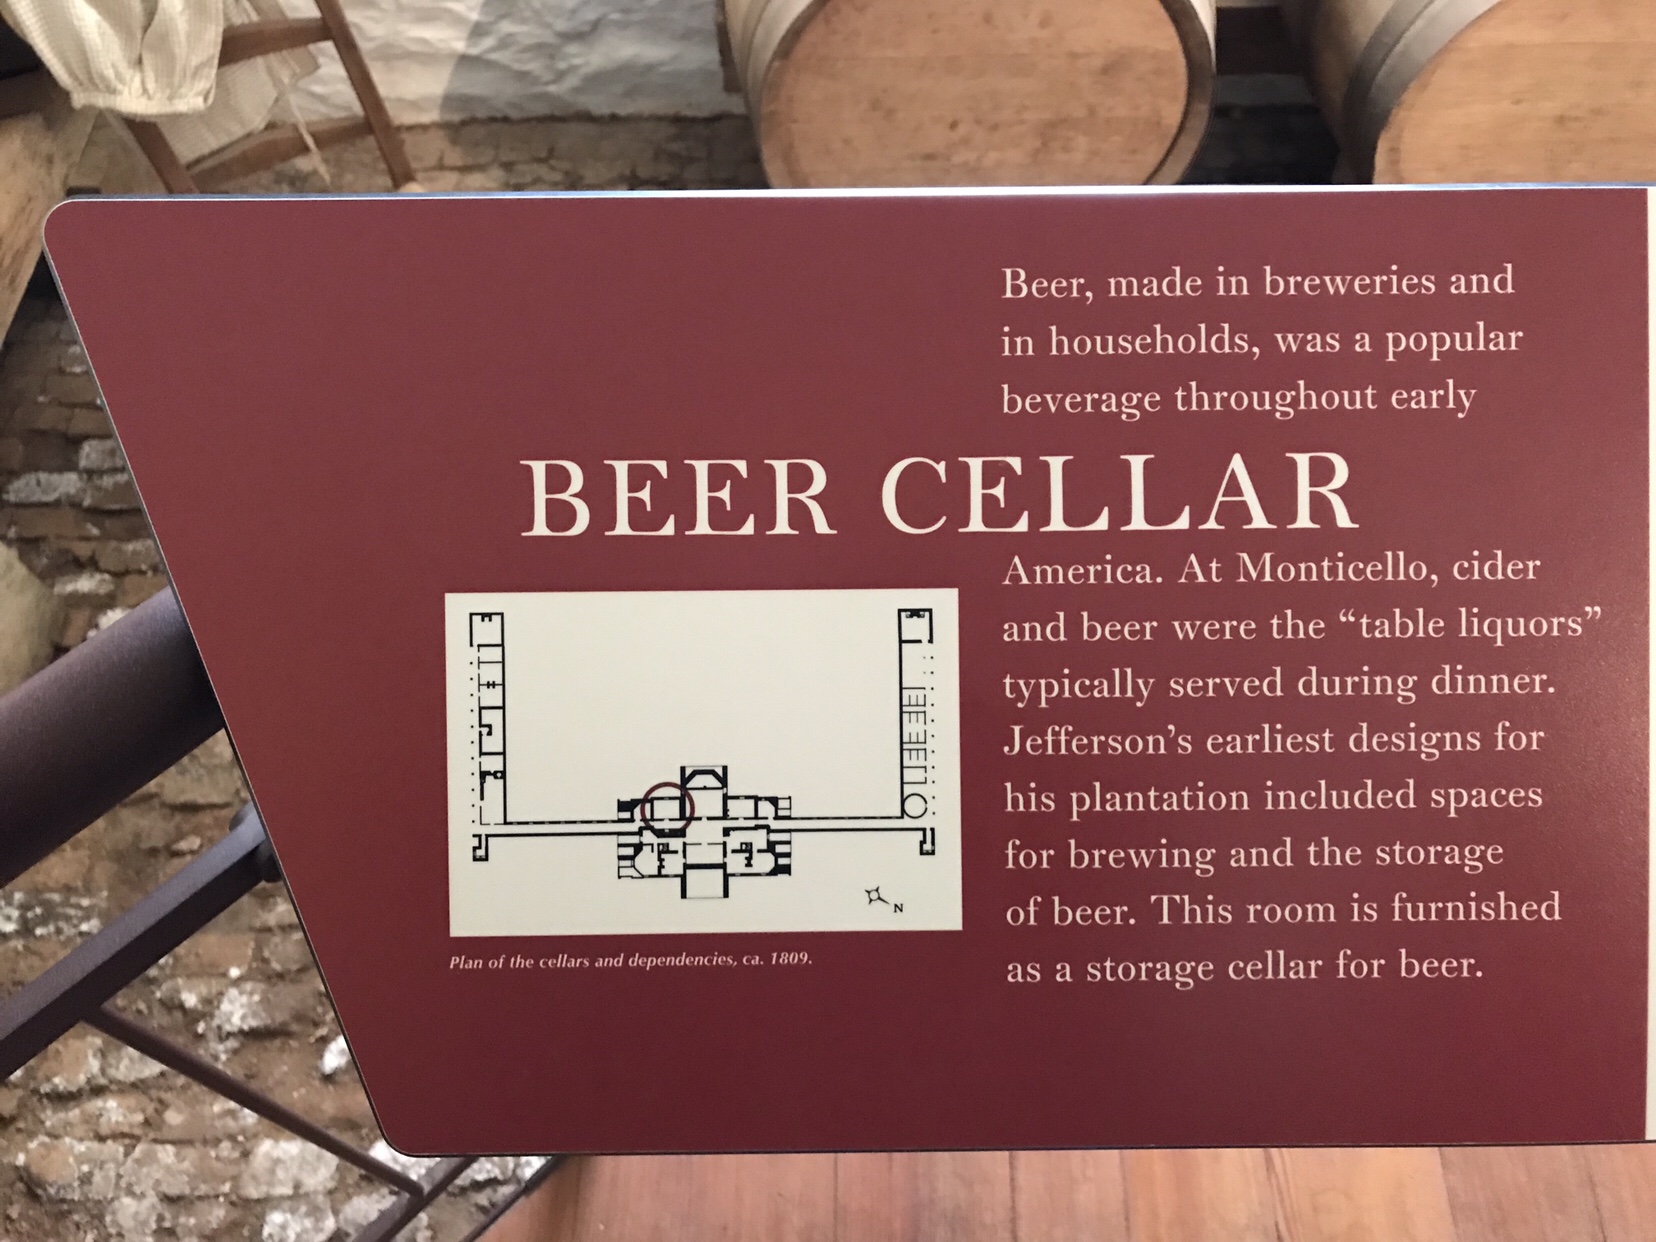 Beer, made in breweries and
in households, was a popular
beverage throughout early
BEER CELLAR
America. At Monticello, cider
and beer were the “table liquors”
typically served during dinner.
Jefferson’s earliest designs for
his plantation included spaces
for brewing and the storage
of beer. This room is furnished
as a storage cellar for beer.
N
Plan of the cellars and dependencies, ca. 1809.